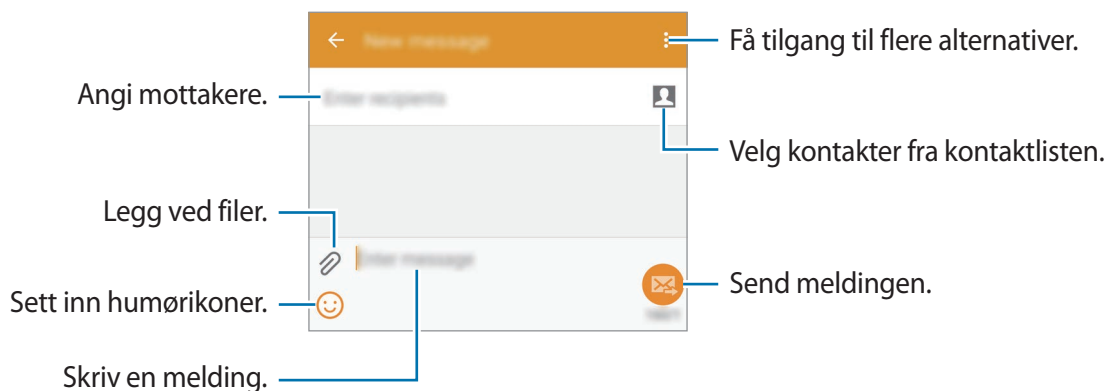 New message
Få tilgang til flere alternativer.
Angi mottakere.
Enter recipients
Velg kontakter fra kontaktlisten.
Legg ved filer.
Enter message
Send meldingen.
Sett inn humørikoner.
Skriv en melding.